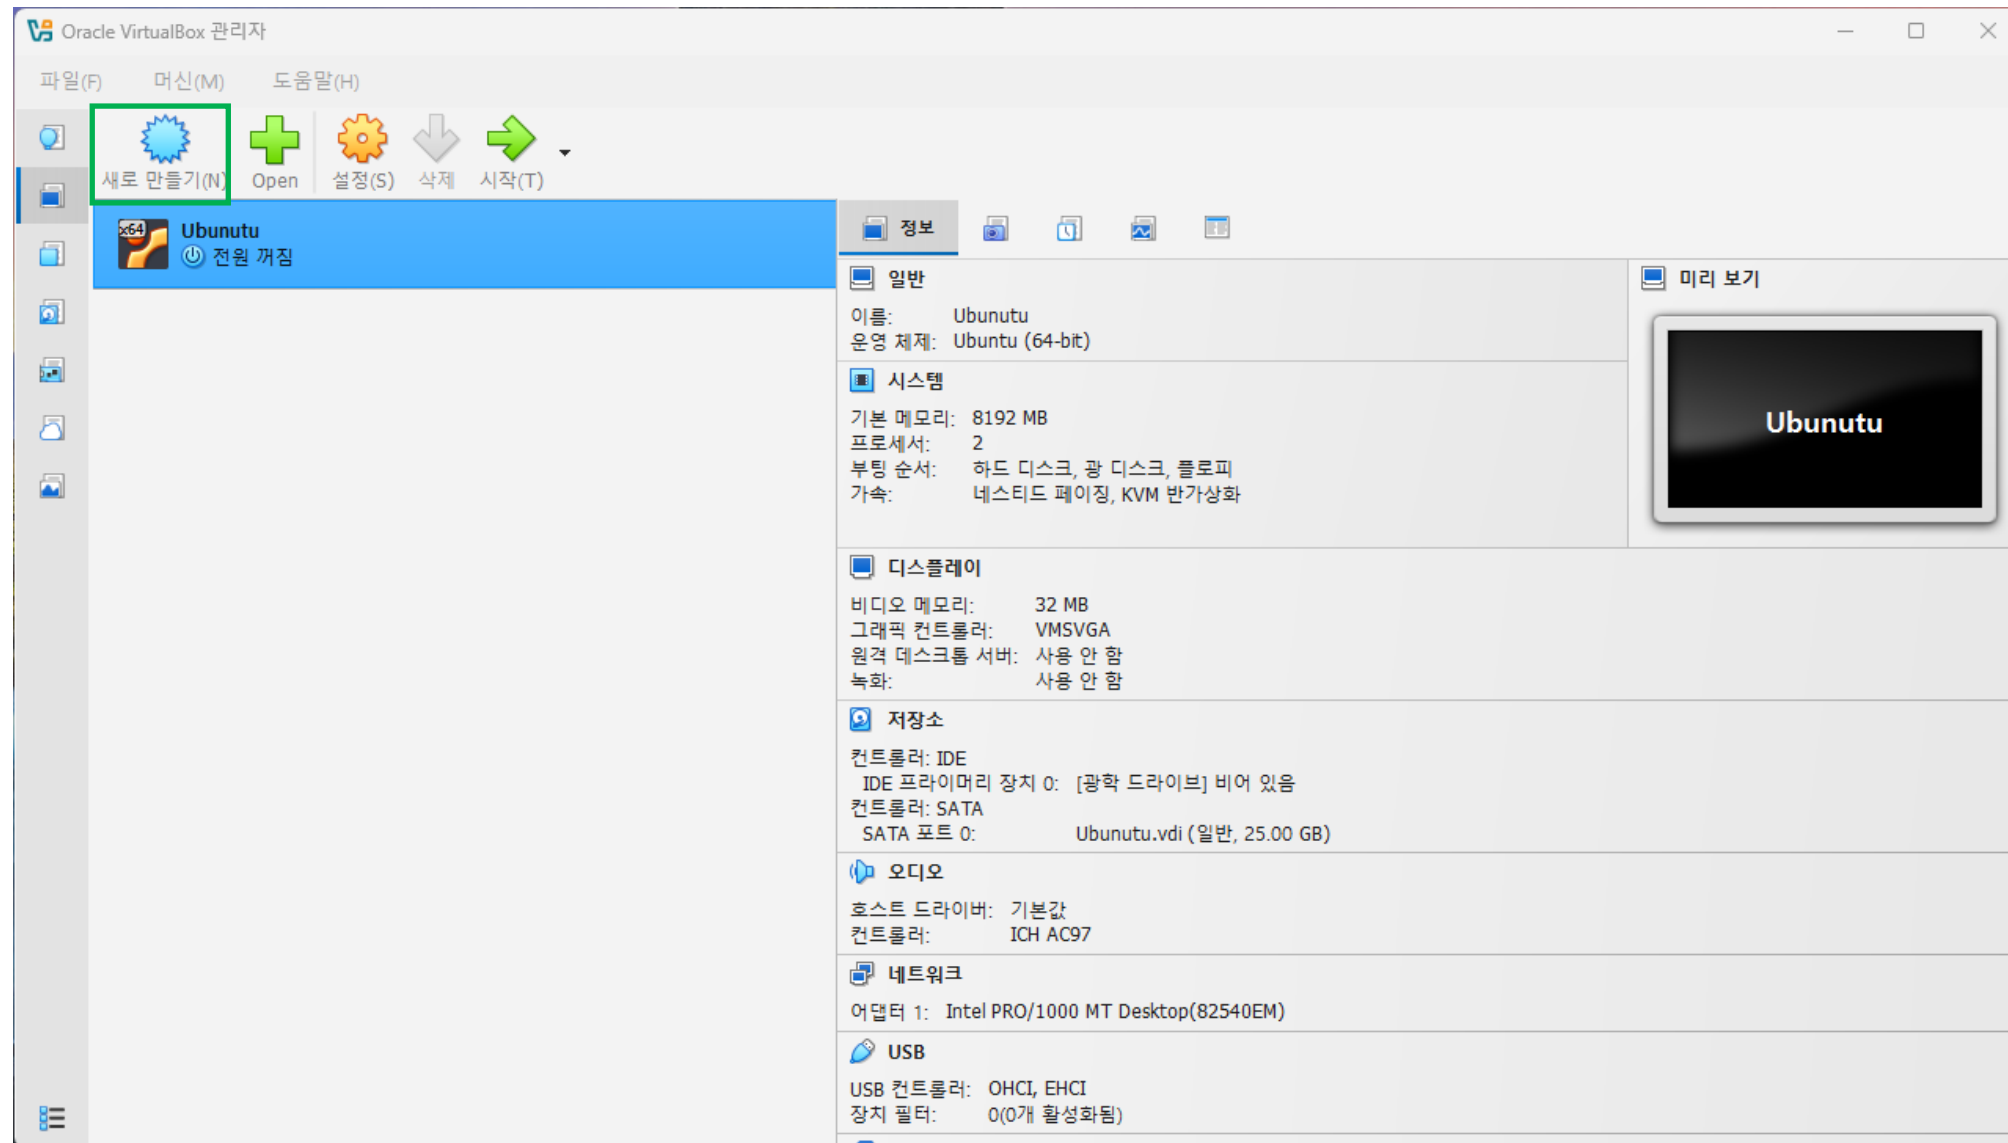 Oracle VirtualBox 관리자
파일(F) 머신(M) 도움말(H)
새로 만들기(N) Open 설정(S) 삭제 시작(T)
x64
Ubunutu
전원 꺼짐
정보
일반
이름: Ubunutu
운영 체제: Ubuntu (64-bit)
미리 보기
Ubunutu
시스템
기본 메모리: 8192 MB
프로세서: 2
부팅 순서: 하드 디스크, 광 디스크, 플로피
가속: 네스티드 페이징, KVM 반가상화
디스플레이
비디오 메모리: 32 MB
그래픽 컨트롤러: VMSVGA
원격 데스크톱 서버: 사용 안 함
녹화: 사용 안 함
저장소
컨트롤러: IDE
IDE 프라이머리 장치 0: [광학 드라이브] 비어 있음
컨트롤러: SATA
SATA 포트 0: Ubunutu.vdi (일반, 25.00 GB)
오디오
호스트 드라이버: 기본값
컨트롤러: ICH AC97
네트워크
어댑터 1: Intel PRO/1000 MT Desktop(82540EM)
USB
USB 컨트롤러: OHCI, EHCI
장치 필터: 0(0개 활성화됨)